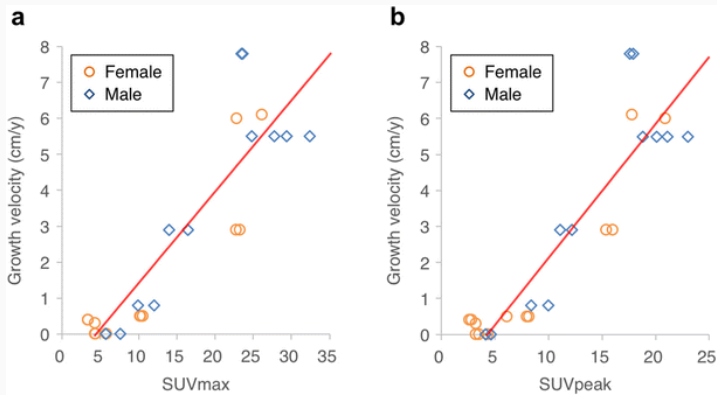 a
8
7
6
5
4
3
2
1
0
Growth velocity (cm/y)
Female
Male
0 5 10 15 20 25 30 35
SUVmax
b
8
7
6
5
4
3
2
1
0
Growth velocity (cm/y)
Female
Male
0 5 10 15 20 25
SUVpeak